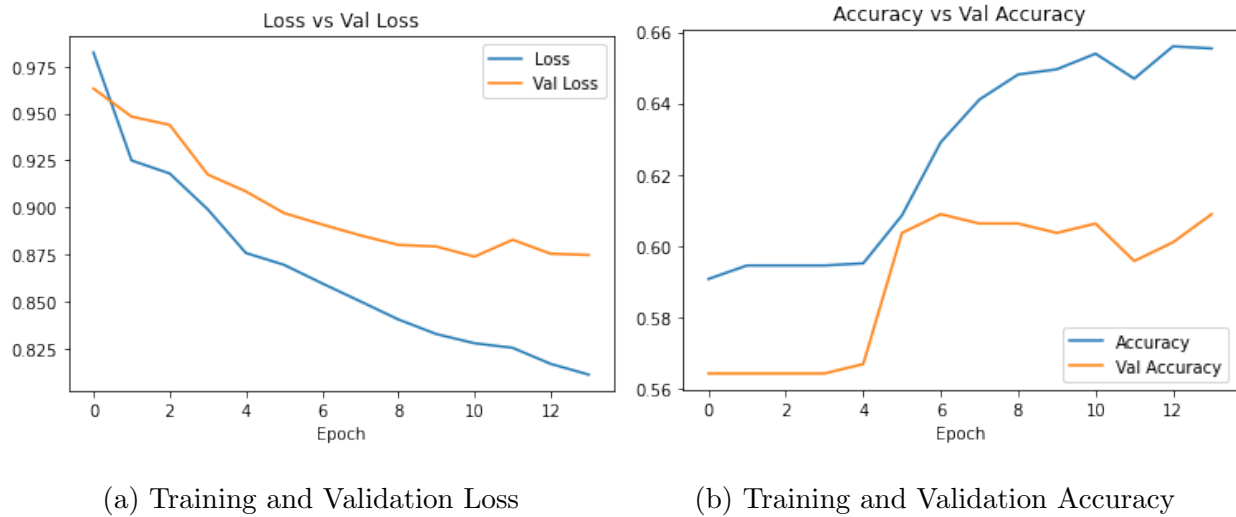 Loss vs Val Loss
Loss
Val Loss
0.975
0.950
0.925
0.900
0.875
0.850
0.825
0 2 4 6 8 10 12
Epoch
(a) Training and Validation Loss
Accuracy vs Val Accuracy
0.66
0.64
0.62
0.60
0.58
0.56
Accuracy
Val Accuracy
0 2 4 6 8 10 12
Epoch
(b) Training and Validation Accuracy